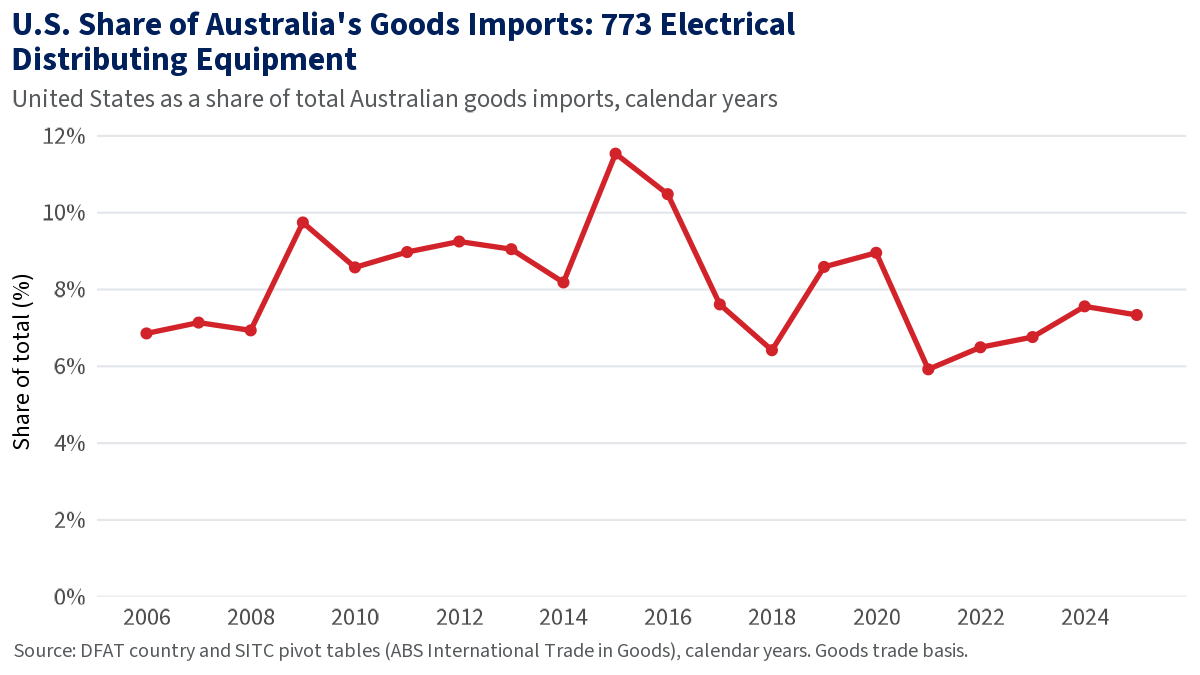 U.S. Share of Australia's Goods Imports: 773 Electrical
Distributing Equipment
United States as a share of total Australian goods imports, calendar years
Share of total (%)
12%
10%
8%
6%
4%
2%
0%
2006 2008 2010 2012 2014 2016 2018 2020 2022 2024
Source: DFAT country and SITC pivot tables (ABS International Trade in Goods), calendar years. Goods trade basis.